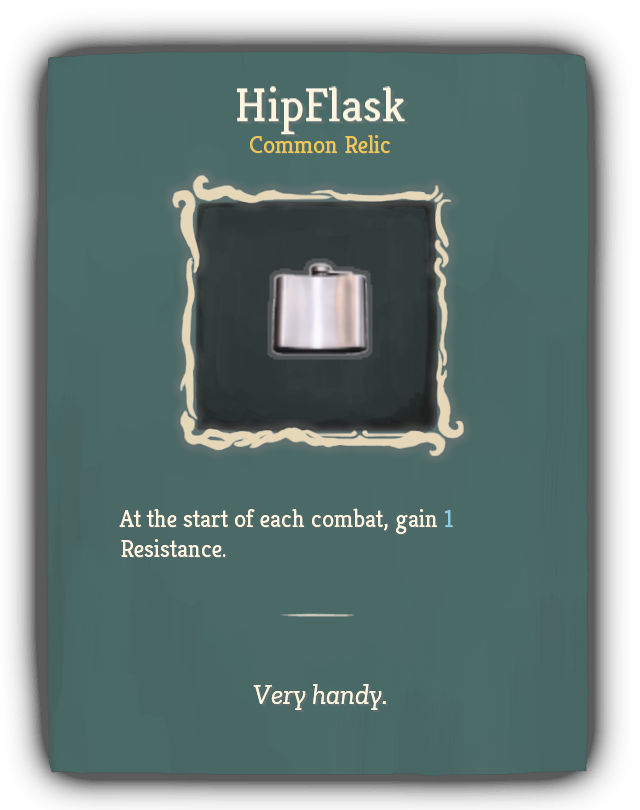 HipFlask
Common Relic
At the start of each combat, gain 1
Resistance.
Very handy.